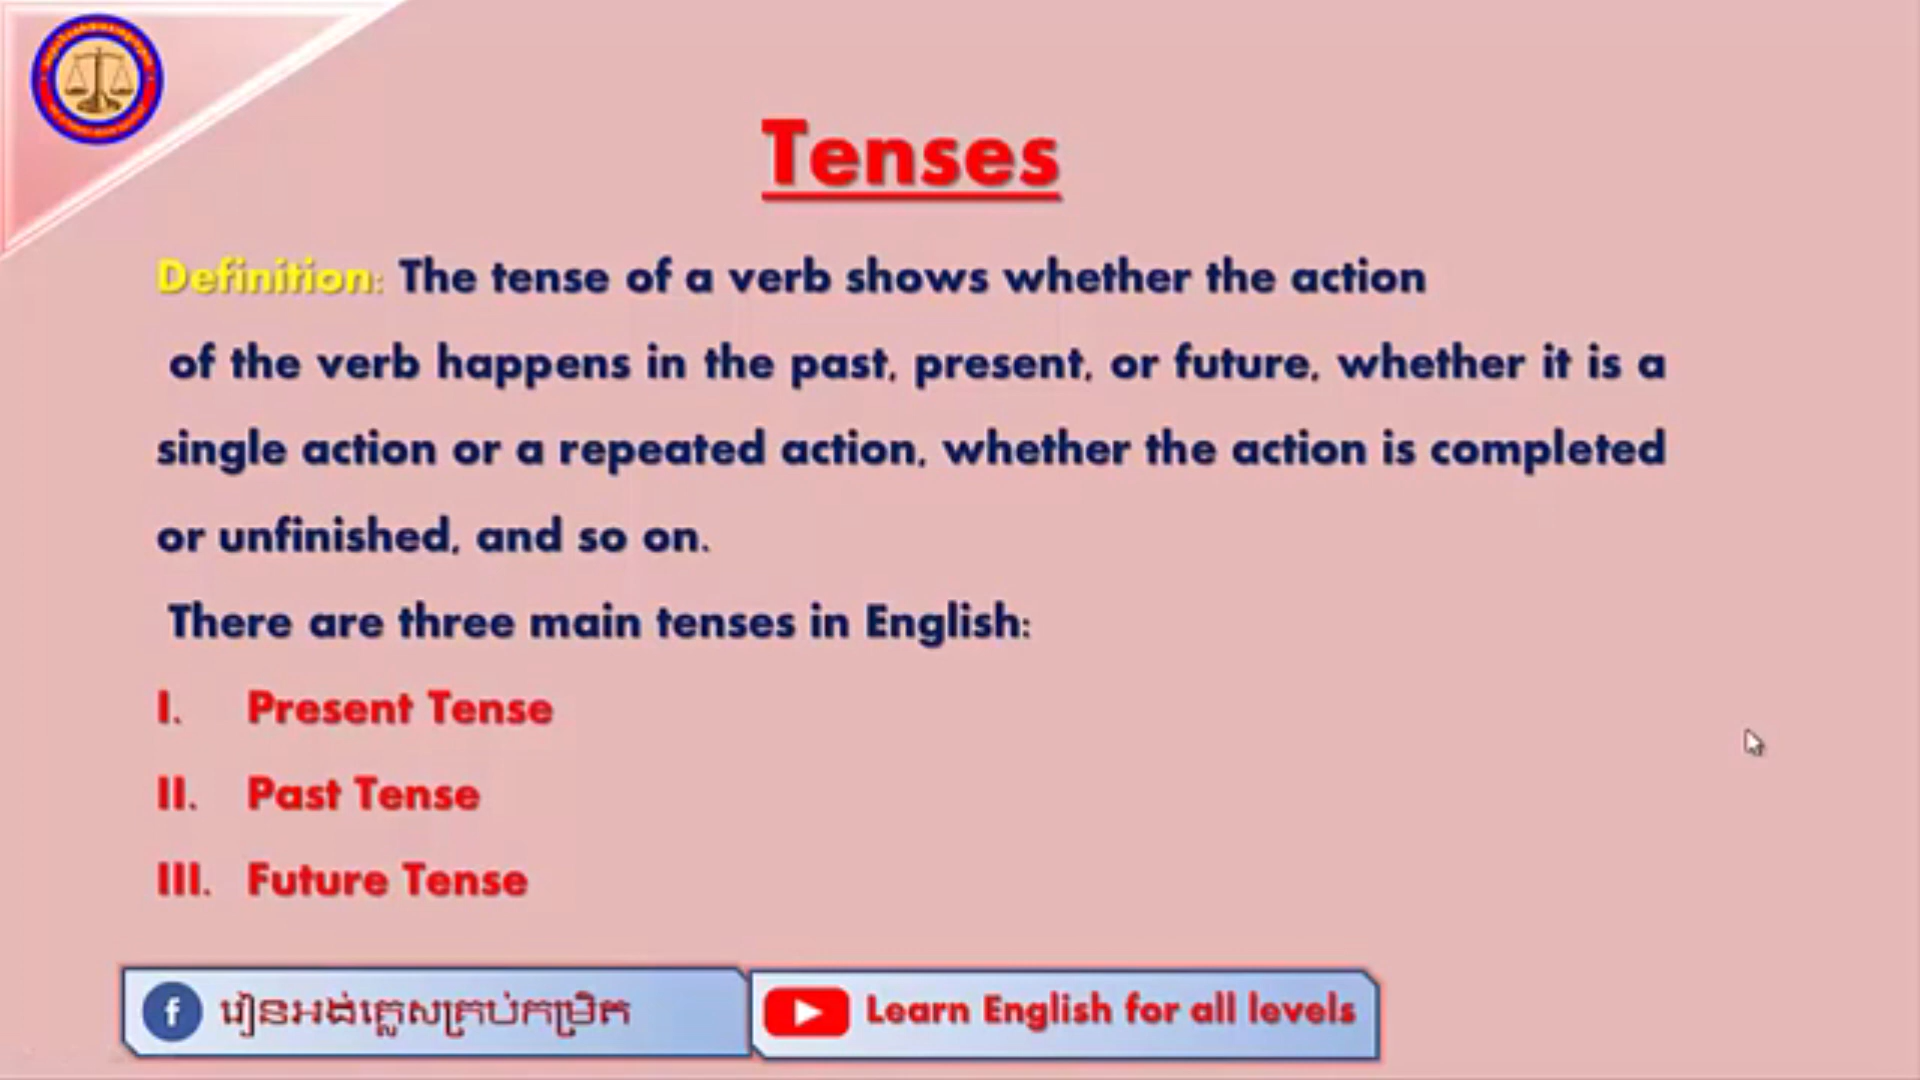 Tenses
Definition: The tense of a verb shows whether the action
of the verb happens in the past, present, or future, whether it is a
single action or a repeated action, whether the action is completed
or unfinished, and so on.
There are three main tenses in English:
I. Present Tense
II. Past Tense
III. Future Tense
រៀនអង់គ្លេសគ្រប់កម្រិត
Learn English for all levels